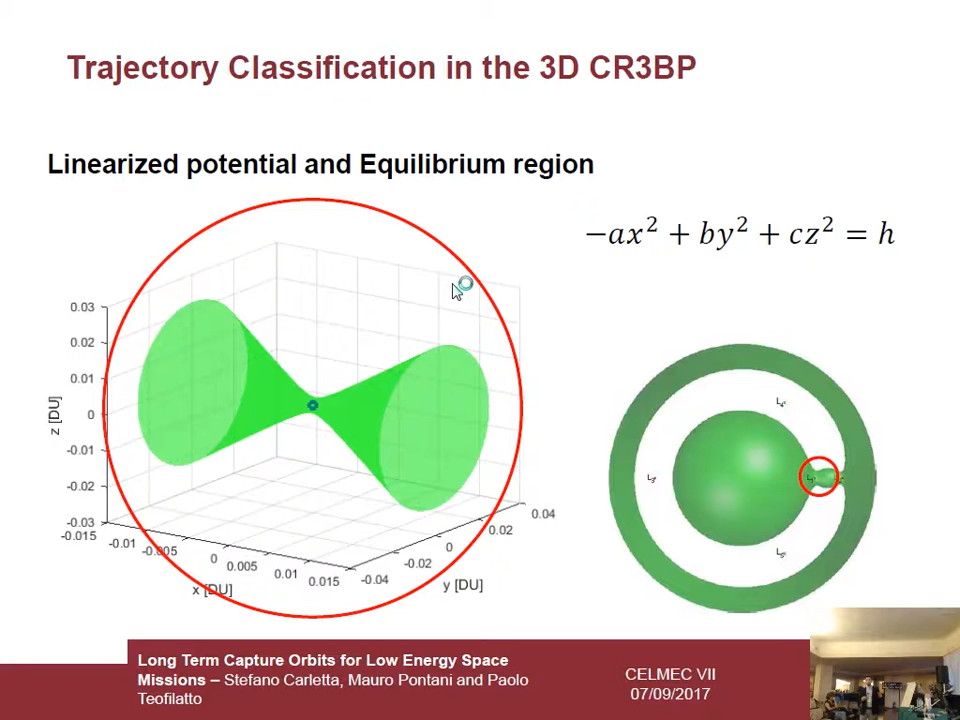 Trajectory Classification in the 3D CR3BP
Linearized potential and Equilibrium region
−ax² + by² + cz² = h
0.03
0.02
0.01
0
-0.01
-0.02
-0.03
z [DU]
-0.015
-0.01
-0.005
0
0.005
0.01
0.015
x [DU]
-0.04
-0.02
0
0.02
0.04
y [DU]
L₄
L₃
L₁
L₅
Long Term Capture Orbits for Low Energy Space
Missions – Stefano Carletta, Mauro Pontani and Paolo
Teofilatto
CELMEC VII
07/09/2017